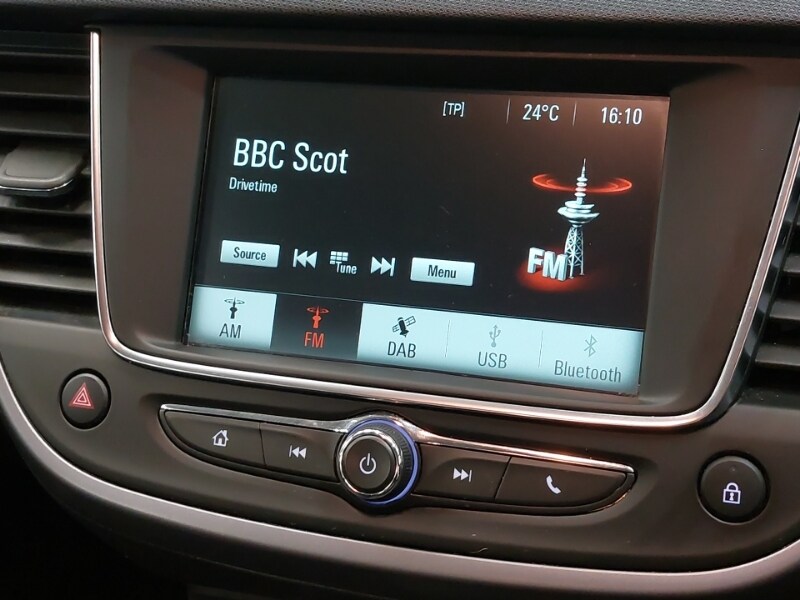 [TP] 24°C 16:10
BBC Scot
Drivetime
Source Tune Menu
FM
AM FM DAB USB Bluetooth